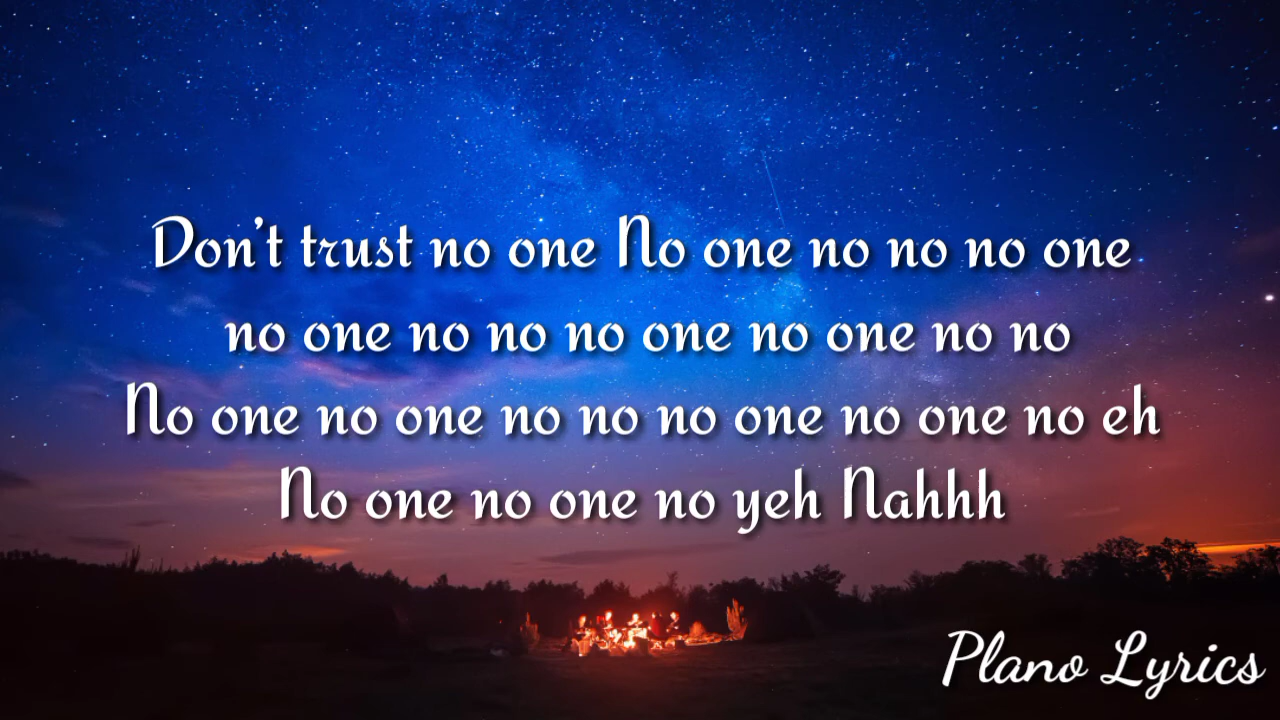 Don't trust no one No one no no no one
no one no no no one no one no no
No one no one no no no one no one no eh
No one no one no yeh Nahhh
Plano Lyrics